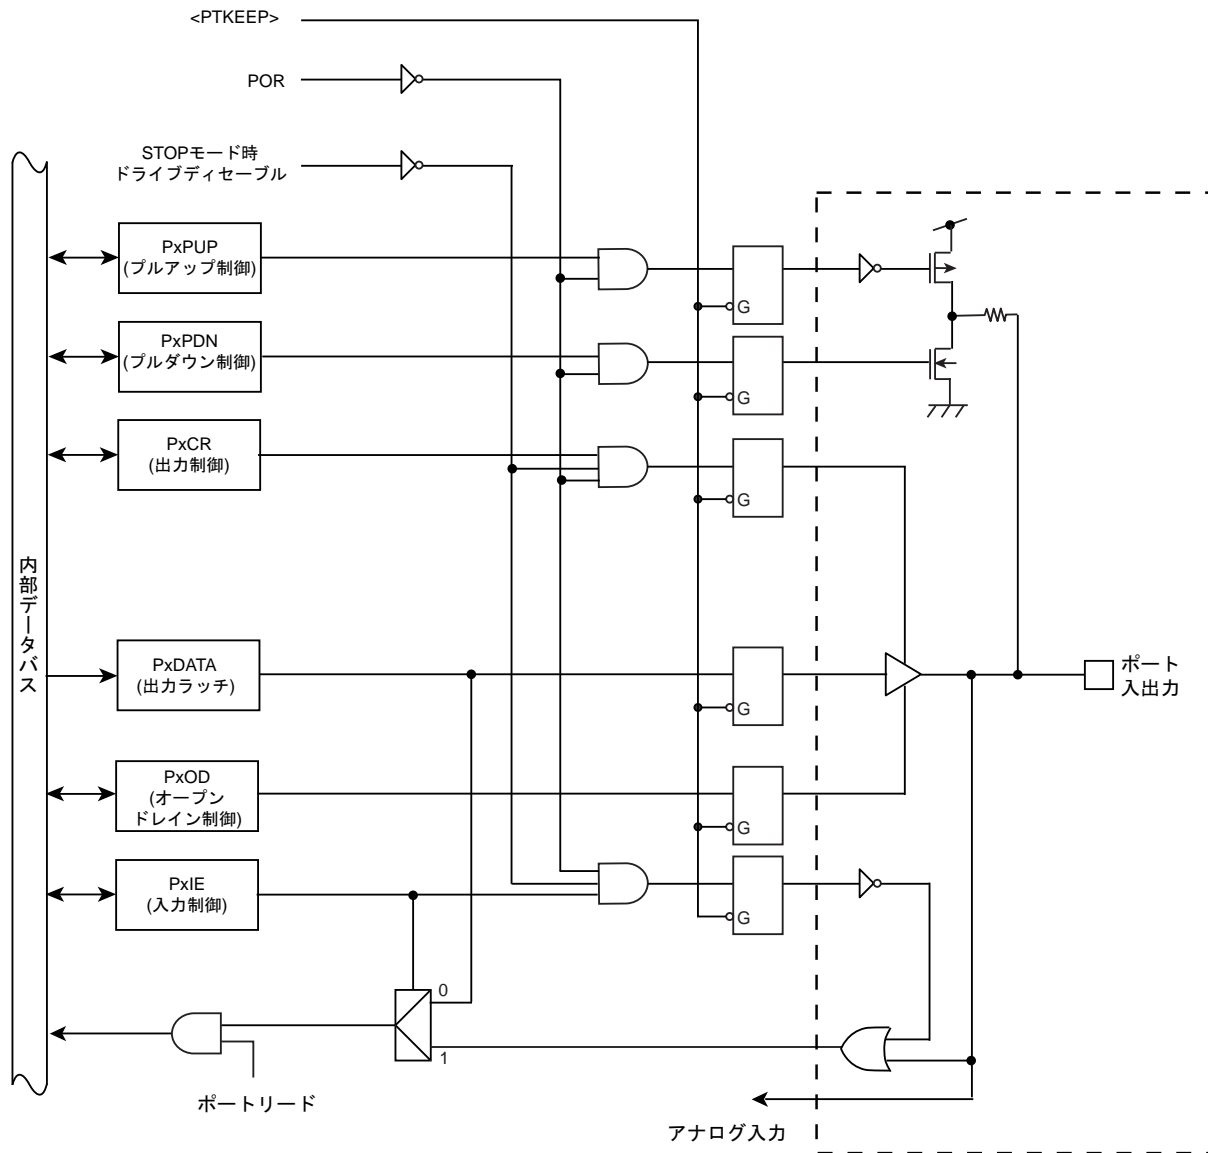 <PTKEEP>
POR
STOPモード時
ドライブディセーブル
PxPUP
(プルアップ制御)
G
PxPDN
(プルダウン制御)
G
PxCR
(出力制御)
G
内部データバス
PxDATA
(出力ラッチ)
G
ポート
入出力
PxOD
(オープン
ドレイン制御)
G
PxIE
(入力制御)
G
0
1
ポートリード
アナログ入力